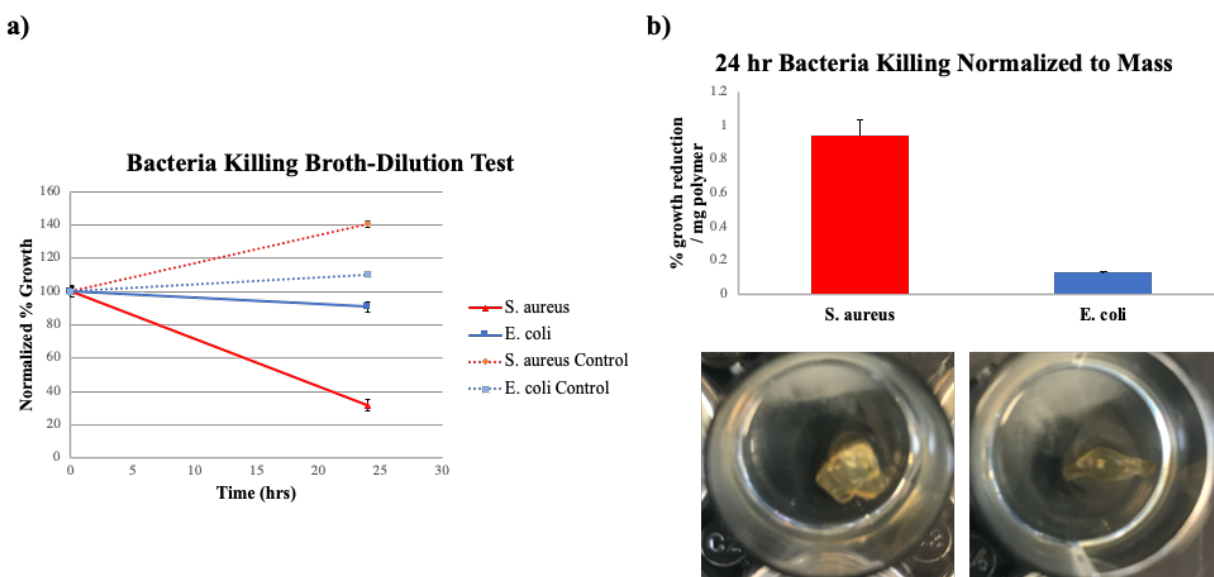 a)
Bacteria Killing Broth-Dilution Test
Normalized % Growth
160
140
120
100
80
60
40
20
0
0 5 10 15 20 25 30
Time (hrs)
S. aureus
E. coli
S. aureus Control
E. coli Control
b)
24 hr Bacteria Killing Normalized to Mass
% growth reduction
/ mg polymer
1.2
1
0.8
0.6
0.4
0.2
0
S. aureus E. coli